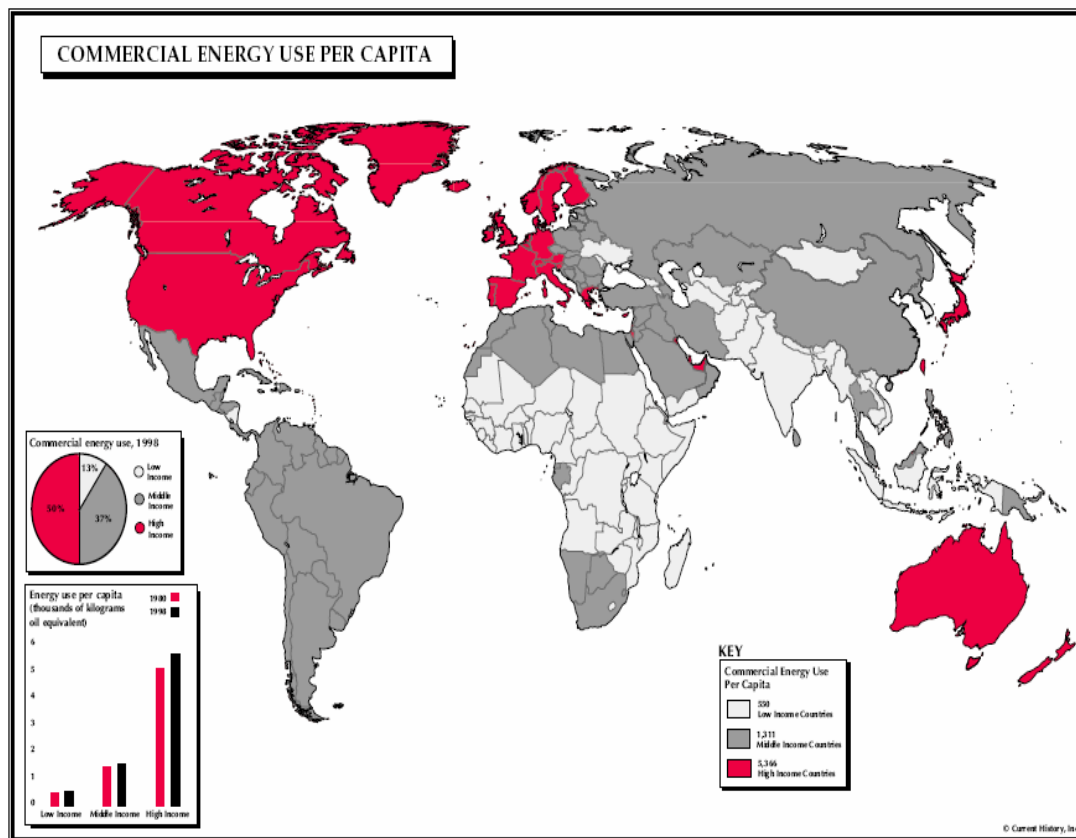 COMMERCIAL ENERGY USE PER CAPITA
Commercial energy use, 1998
13%
50%
37%
Low
Income
Middle
Income
High
Income
Energy use per capita
(thousands of kilograms
oil equivalent)
1980
1998
6
5
4
3
2
1
0
Low Income
Middle Income
High Income
KEY
Commercial Energy Use
Per Capita
550
Low Income Countries
1,311
Middle Income Countries
5,366
High Income Countries
© Current History, Inc